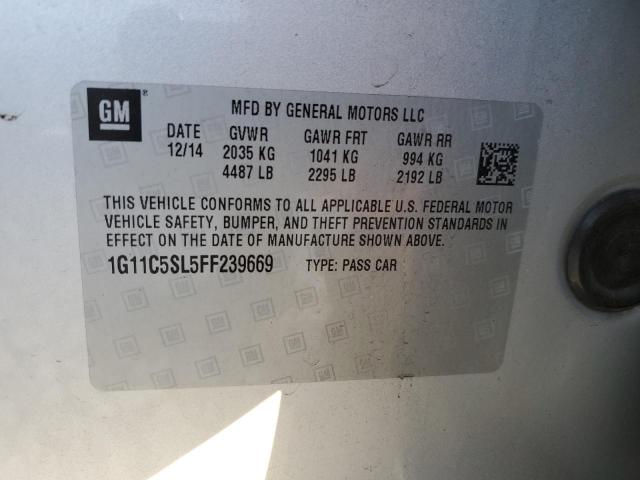 GM
MFD BY GENERAL MOTORS LLC
DATE GVWR GAWR FRT GAWR RR
12/14 2035 KG 1041 KG 994 KG
4487 LB 2295 LB 2192 LB
THIS VEHICLE CONFORMS TO ALL APPLICABLE U.S. FEDERAL MOTOR
VEHICLE SAFETY, BUMPER, AND THEFT PREVENTION STANDARDS IN
EFFECT ON THE DATE OF MANUFACTURE SHOWN ABOVE.
1G11C5SL5FF239669 TYPE: PASS CAR